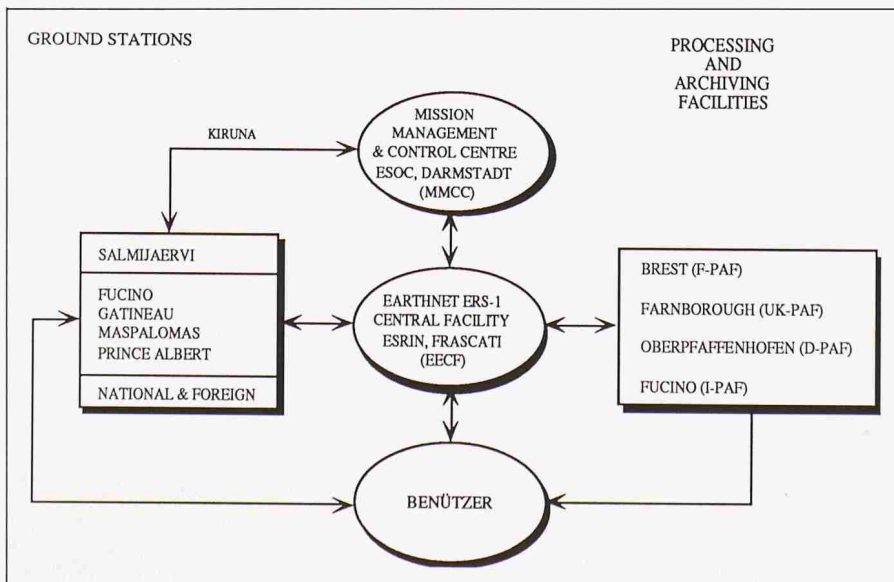 GROUND STATIONS
PROCESSING
AND
ARCHIVING
FACILITIES
KIRUNA
MISSION
MANAGEMENT
& CONTROL CENTRE
ESOC, DARMSTADT
(MMCC)
SALMIJAERVI
FUCINO
GATINEAU
MASPALOMAS
PRINCE ALBERT
NATIONAL & FOREIGN
EARTHNET ERS-1
CENTRAL FACILITY
ESRIN, FRASCATI
(EECF)
BREST (F-PAF)
FARNBOROUGH (UK-PAF)
OBERPFAFFENHOFEN (D-PAF)
FUCINO (I-PAF)
BENÜTZER